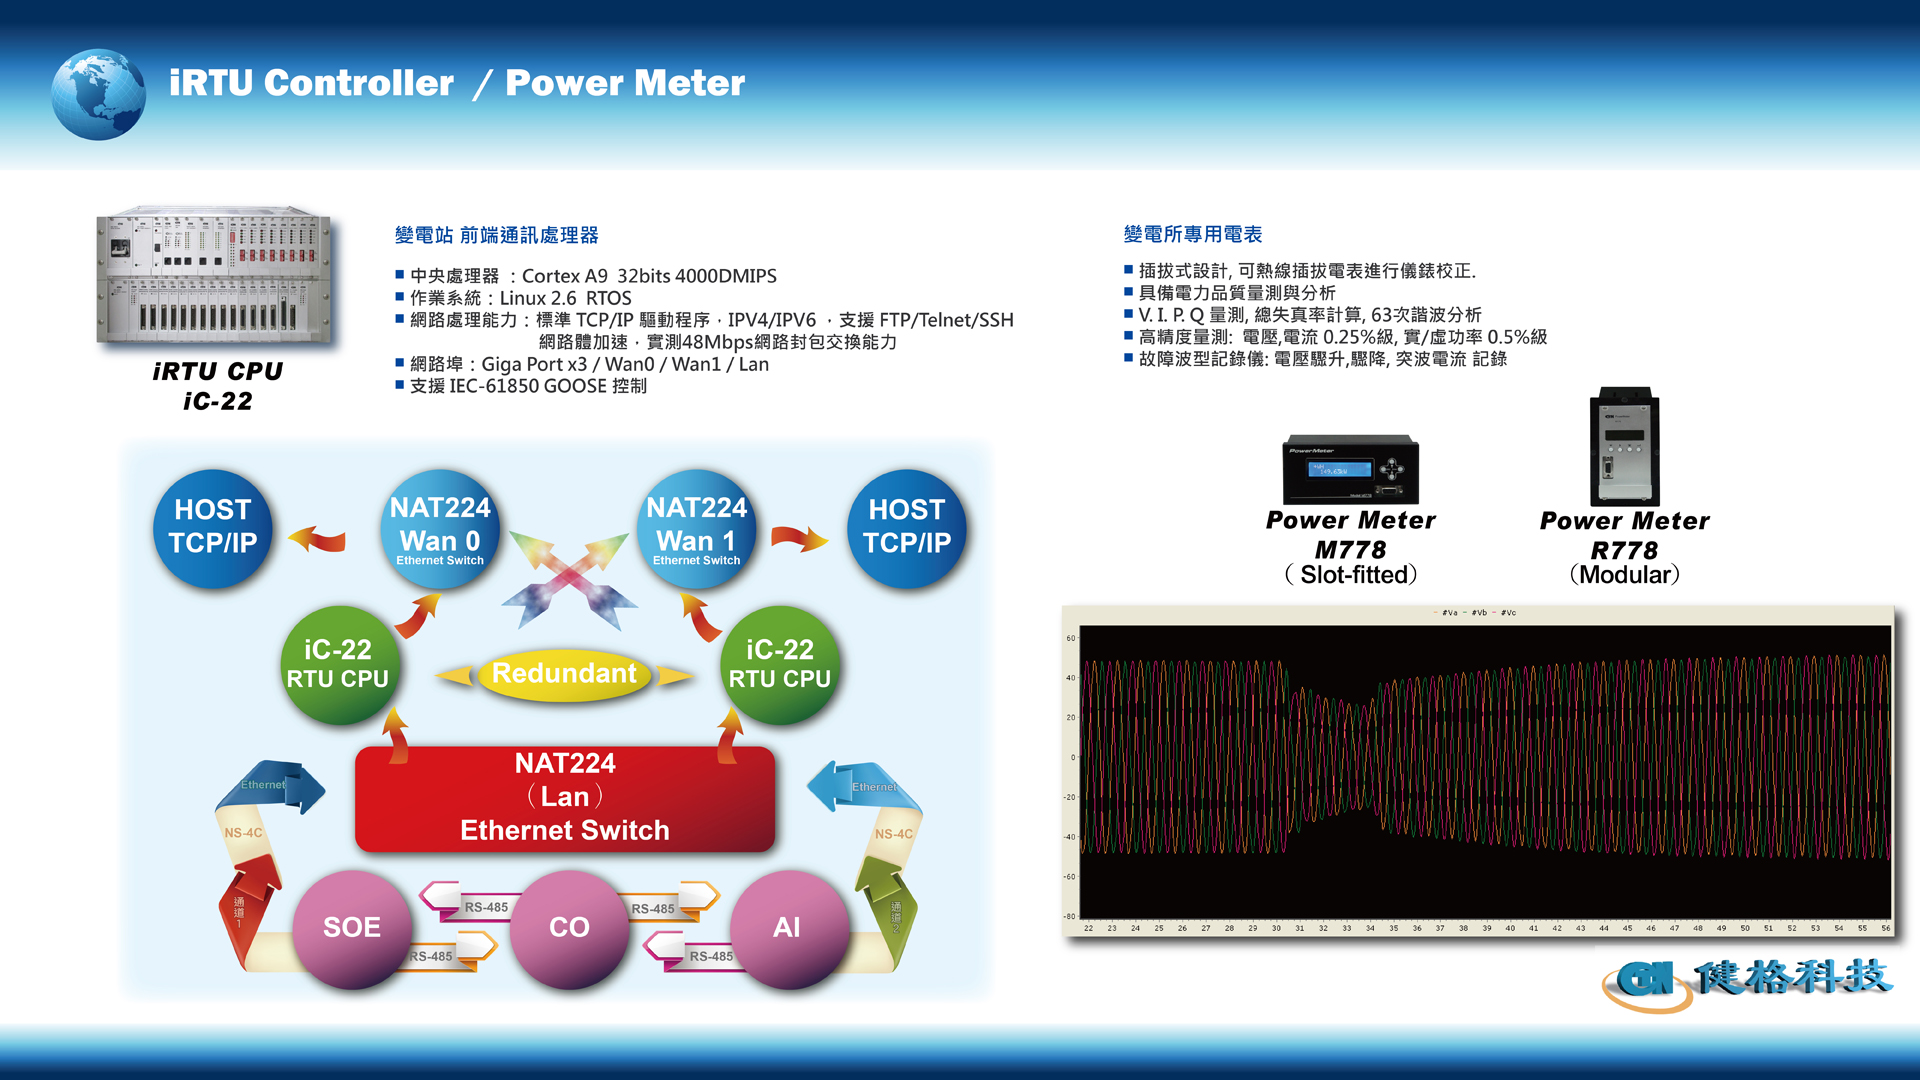 iRTU Controller / Power Meter
iRTU CPU
iC-22
變電站 前端通訊處理器
中央處理器 ：Cortex A9 32bits 4000DMIPS
作業系統：Linux 2.6 RTOS
網路處理能力：標準 TCP/IP 驅動程序，IPV4/IPV6 ，支援 FTP/Telnet/SSH
網路體加速，實測48Mbps網路封包交換能力
網路埠：Giga Port x3 / Wan0 / Wan1 / Lan
支援 IEC-61850 GOOSE 控制
變電所專用電表
插拔式設計, 可熱線插拔電表進行儀錶校正.
具備電力品質量測與分析
V. I. P. Q 量測, 總失真率計算, 63次諧波分析
高精度量測: 電壓,電流 0.25%級, 實/虛功率 0.5%級
故障波型記錄儀: 電壓驟升,驟降, 突波電流 記錄
PowerMeter
Power Meter
M778
( Slot-fitted)
Power Meter
R778
(Modular)
HOST
TCP/IP
NAT224
Wan 0
Ethernet Switch
NAT224
Wan 1
Ethernet Switch
HOST
TCP/IP
iC-22
RTU CPU
Redundant
iC-22
RTU CPU
NAT224
（Lan）
Ethernet Switch
Ethernet
NS-4C
通道1
Ethernet
NS-4C
通道
SOE
CO
AI
RS-485
RS-485
RS-485
RS-485
#Va #Vb #Vc
60
40
20
0
-20
-40
-60
-80
22 23 24 25 26 27 28 29 30 31 32 33 34 35 36 37 38 39 40 41 42 43 44 45 46 47 48 49 50 51 52 53 54 55 56
健格科技